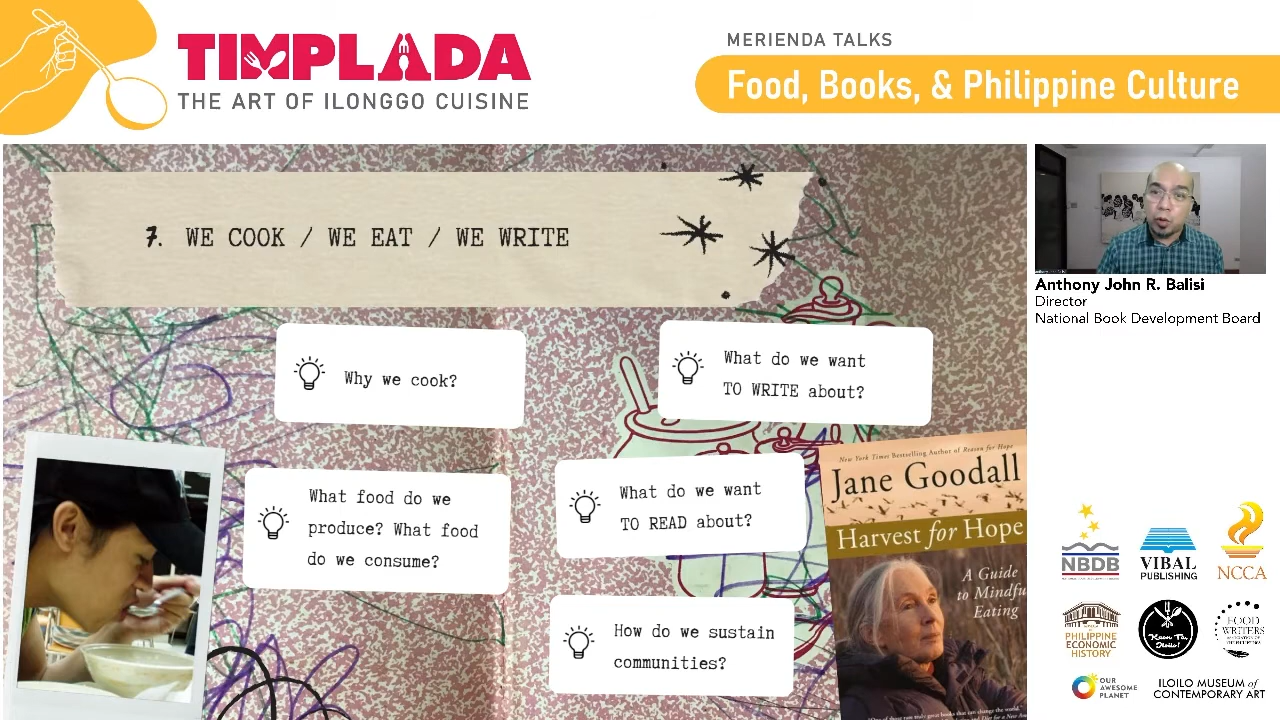 TIMPLADA
THE ART OF ILONGGO CUISINE
MERIENDA TALKS
Food, Books, & Philippine Culture
7. WE COOK / WE EAT / WE WRITE
Why we cook?
What do we want
TO WRITE about?
What food do we
produce? What food
do we consume?
What do we want
TO READ about?
How do we sustain
communities?
New York Times Bestselling Author of Reason for Hope
Jane Goodall
Harvest for Hope
A Guide
to Mindfu
Eating
Anthony John R. Balisi
Director
National Book Development Board
NBDB
VIBAL
PUBLISHING
NCCA
PHILIPPINE
ECONOMIC
HISTORY
Kaon Ta,
Iloilo!
FOOD
WRITERS
OUR
AWESOME
PLANET
ILOILO MUSEUM of
CONTEMPORARY ART